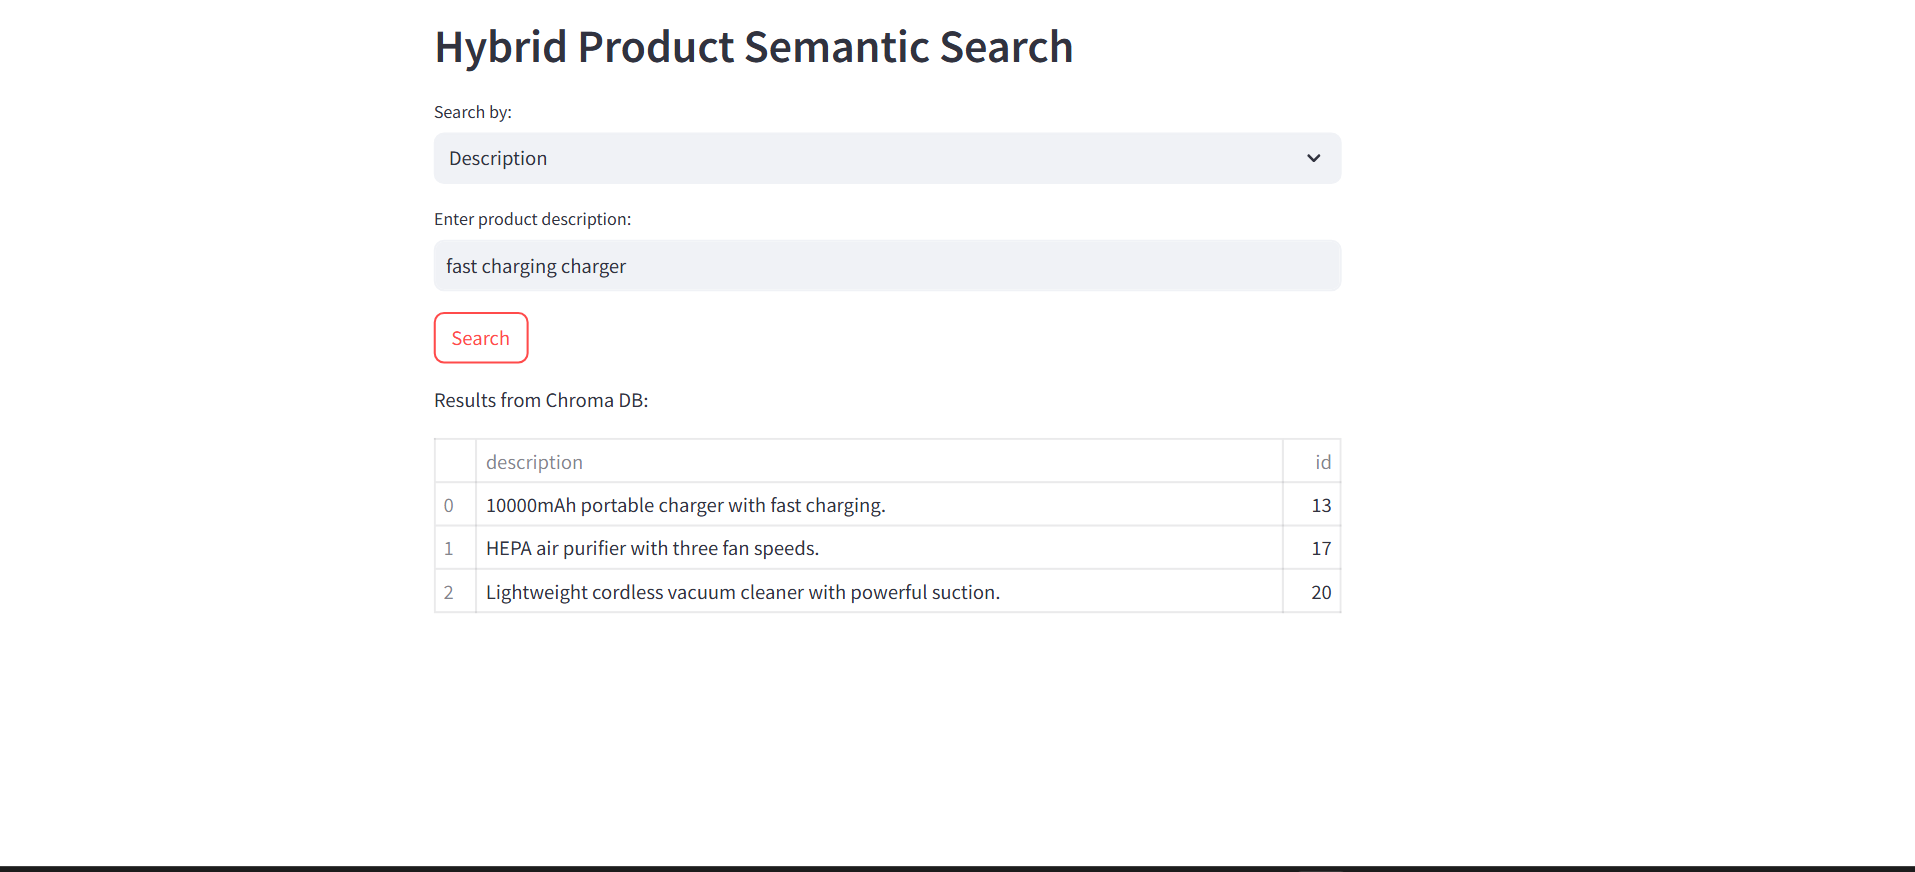 Hybrid Product Semantic Search
Search by:
Description
Enter product description:
fast charging charger
Search
Results from Chroma DB:
description id
0 10000mAh portable charger with fast charging. 13
1 HEPA air purifier with three fan speeds. 17
2 Lightweight cordless vacuum cleaner with powerful suction. 20